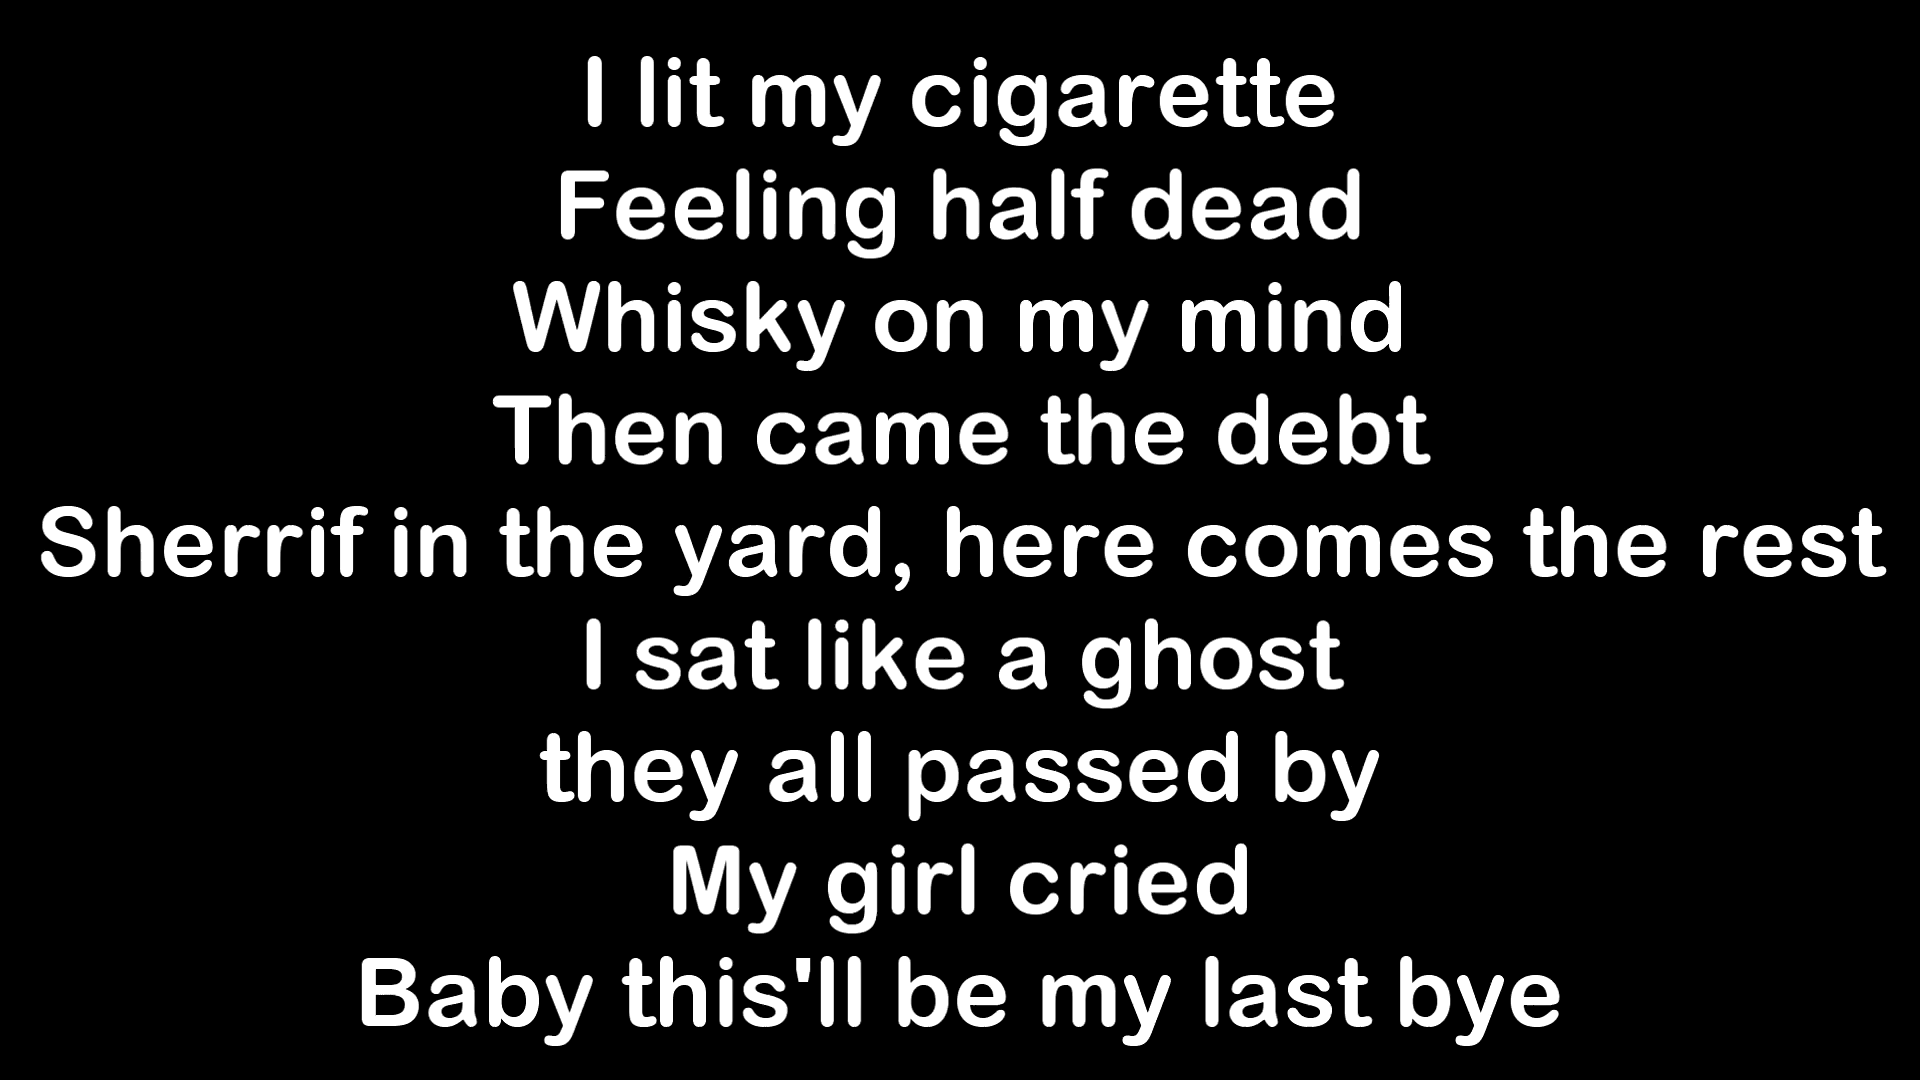 I lit my cigarette
Feeling half dead
Whisky on my mind
Then came the debt
Sherrif in the yard, here comes the rest
I sat like a ghost
they all passed by
My girl cried
Baby this'll be my last bye